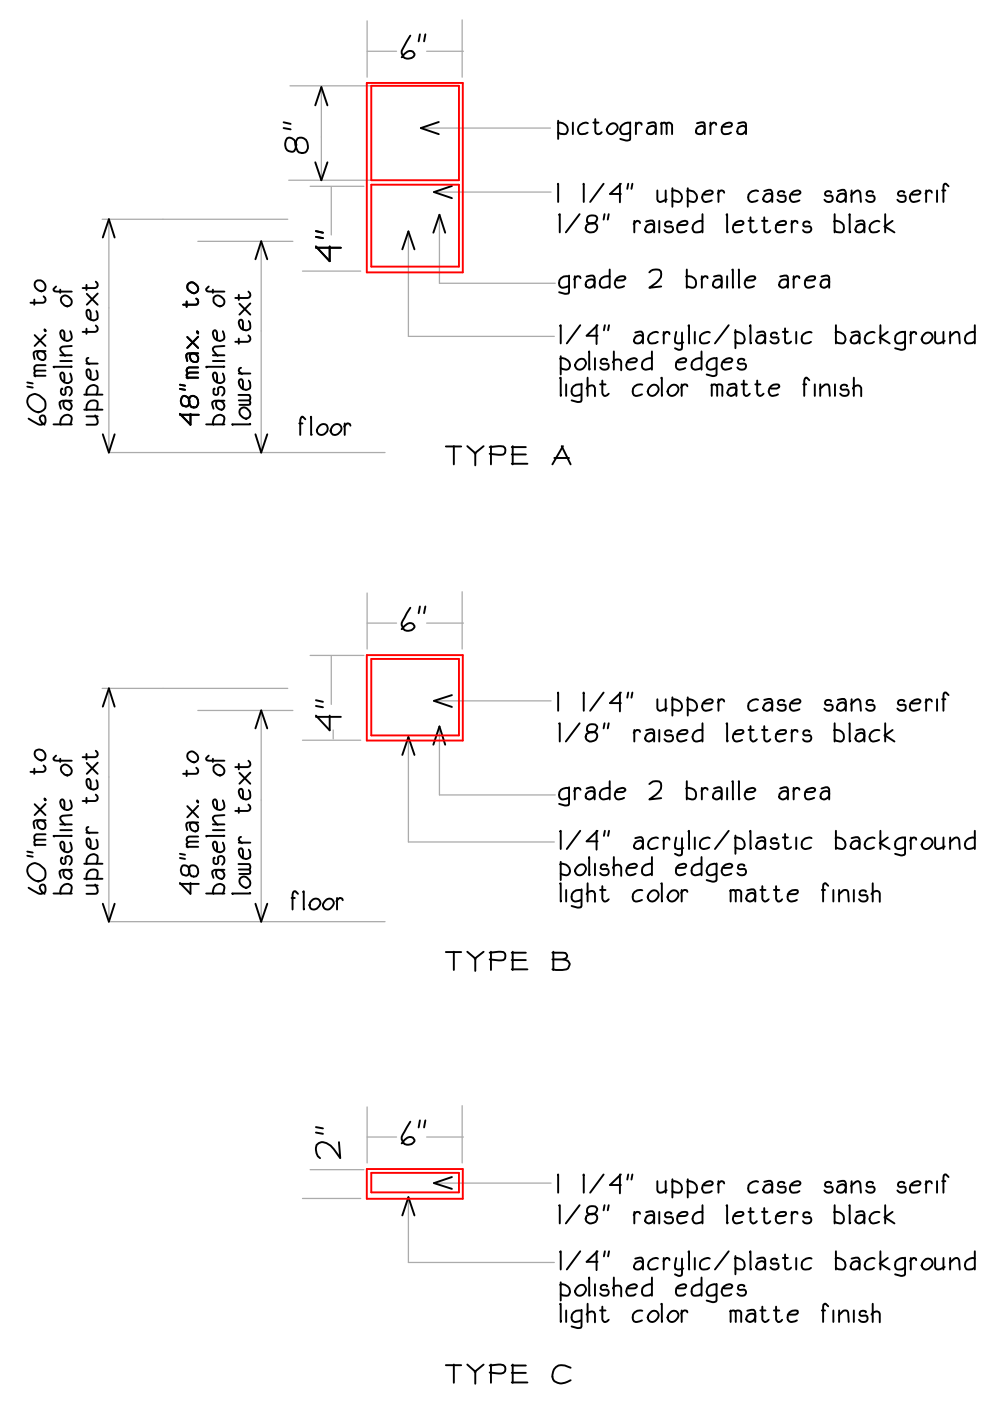 6"
8"
pictogram area
1 1/4" upper case sans serif
1/8" raised letters black
4"
grade 2 braille area
1/4" acrylic/plastic background
polished edges
light color matte finish
60"max. to
baseline of
upper text
48"max. to
baseline of
lower text
floor
TYPE A
6"
4"
1 1/4" upper case sans serif
1/8" raised letters black
grade 2 braille area
1/4" acrylic/plastic background
polished edges
light color matte finish
60"max. to
baseline of
upper text
48"max. to
baseline of
lower text
floor
TYPE B
2"
6"
1 1/4" upper case sans serif
1/8" raised letters black
1/4" acrylic/plastic background
polished edges
light color matte finish
TYPE C